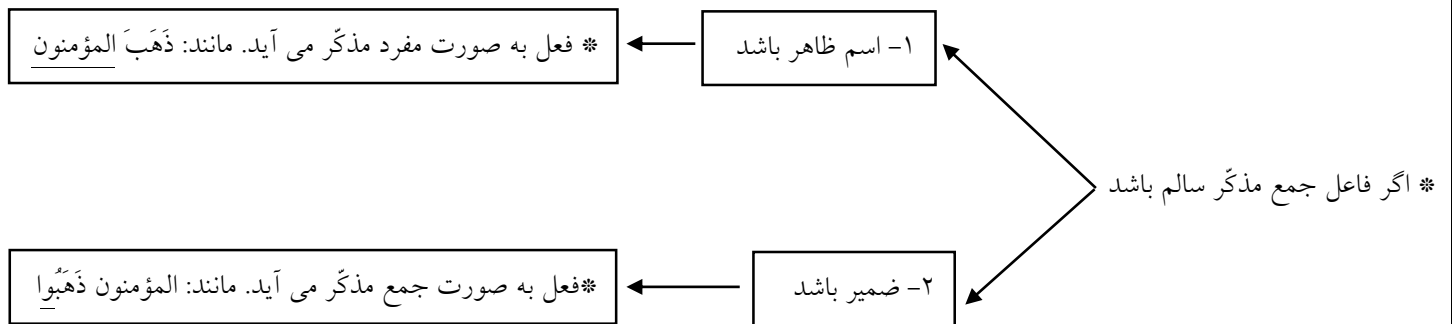 * اگر فاعل جمع مذکّر سالم باشد
۱- اسم ظاهر باشد
* فعل به صورت مفرد مذکّر می آید. مانند: ذَهَبَ المؤمنون
۲- ضمیر باشد
*فعل به صورت جمع مذکّر می آید. مانند: المؤمنون ذَهَبُوا